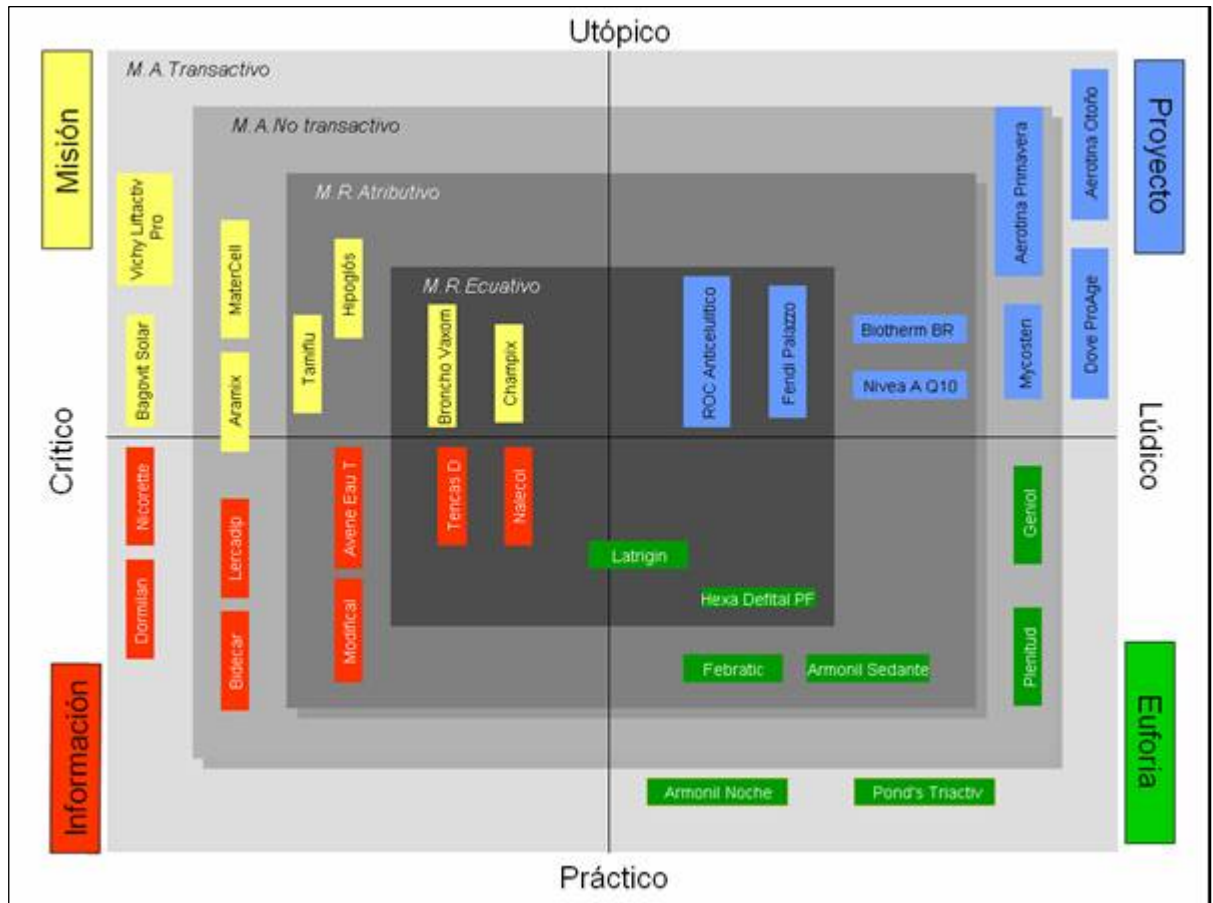 Utópico
Misión
M.A.Transactivo
M.A.No transactivo
M.R.Atributivo
M.R.Ecuativo
Proyecto
Vichy Liftactiv
Pro
Bagovit Solar
MaterCell
Aramix
Tamiflu
Hipoglós
Broncho Vaxom
Champix
ROC Anticelulítico
Fendi Palazzo
Biotherm BR
Nivea A Q10
Aerotina Primavera
Mycosten
Aerotina Otoño
Dove ProAge
Crítico
Lúdico
Nicorette
Dormilan
Lercadip
Bidecar
Avene Eau T
Modifical
Tencas D
Nalecol
Latrigin
Hexa Defital PF
Febratic
Armonil Sedante
Geniol
Plenitud
Armonil Noche
Pond's Triactiv
Información
Euforia
Práctico